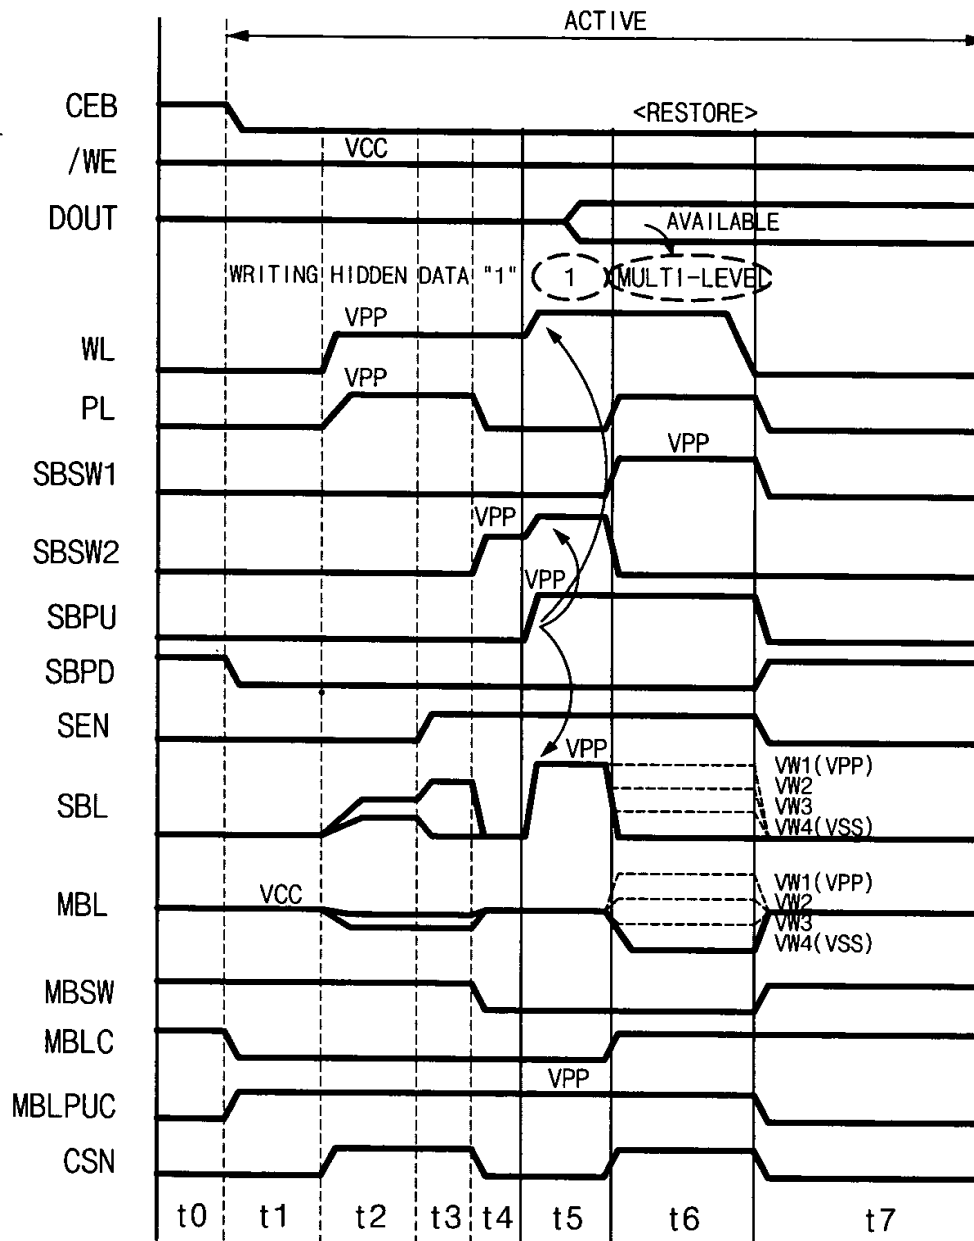 ACTIVE
CEB
<RESTORE>
/WE
VCC
DOUT
AVAILABLE
WRITING HIDDEN DATA "1"
1
MULTI-LEVEL
WL
VPP
PL
VPP
SBSW1
VPP
SBSW2
VPP
SBPU
VPP
SBPD
SEN
SBL
VPP
VW1(VPP)
VW2
VW3
VW4(VSS)
MBL
VCC
VW1(VPP)
VW2
VW3
VW4(VSS)
MBSW
MBLC
MBLPUC
VPP
CSN
t0 t1 t2 t3 t4 t5 t6 t7